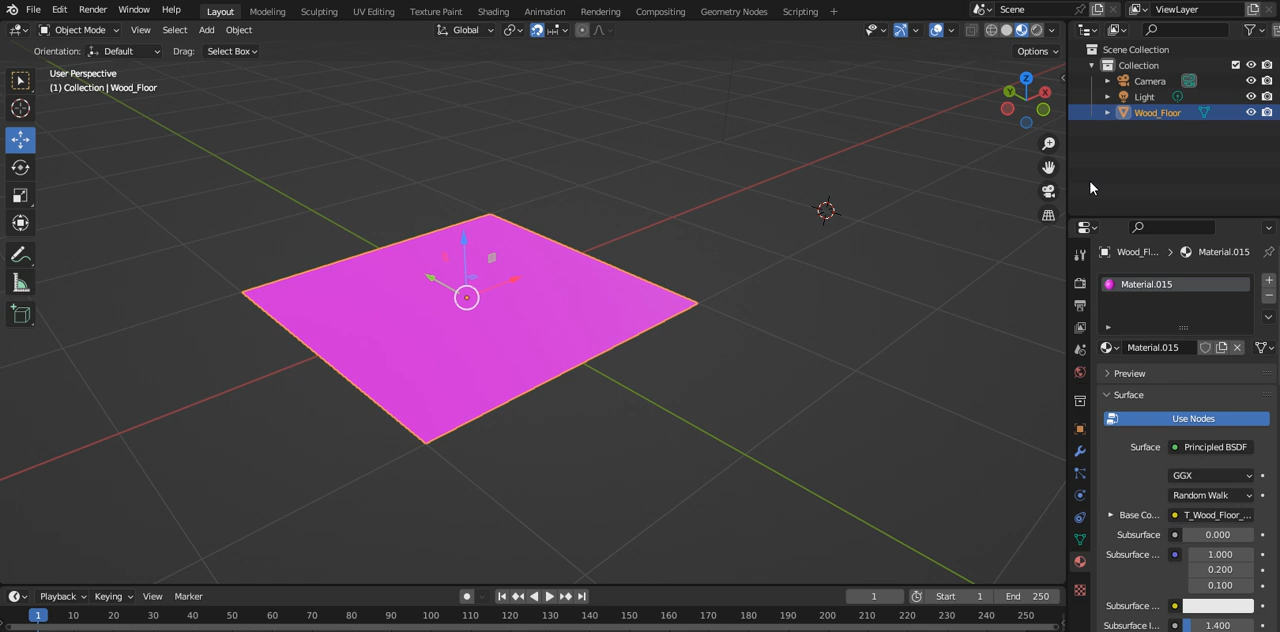 File Edit Render Window Help Layout Modeling Sculpting UV Editing Texture Paint Shading Animation Rendering Compositing Geometry Nodes Scripting + Scene ViewLayer
Object Mode View Select Add Object Global
Orientation: Default Drag: Select Box Options
User Perspective
(1) Collection | Wood_Floor
Z
Y
X
Scene Collection
Collection
Camera
Light
Wood_Floor
Wood_Fl... > Material.015
Material.015
Material.015
Preview
Surface
Use Nodes
Surface Principled BSDF
GGX
Random Walk
Base Co... T_Wood_Floor_...
Subsurface 0.000
Subsurface ... 1.000
0.200
0.100
Subsurface ...
Subsurface I... 1.400
Playback Keying View Marker 1 Start 1 End 250
1 10 20 30 40 50 60 70 80 90 100 110 120 130 140 150 160 170 180 190 200 210 220 230 240 250